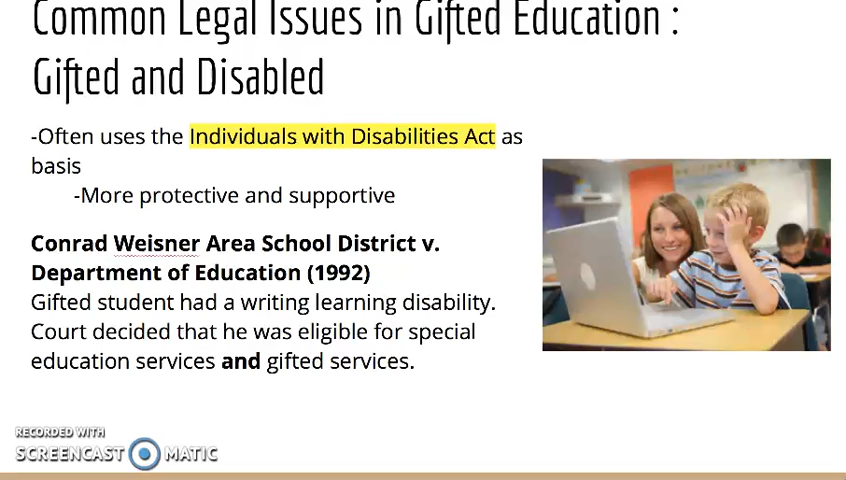 Common Legal Issues in Gifted Education :
Gifted and Disabled
-Often uses the Individuals with Disabilities Act as
basis
-More protective and supportive
Conrad Weisner Area School District v.
Department of Education (1992)
Gifted student had a writing learning disability.
Court decided that he was eligible for special
education services and gifted services.
RECORDED WITH
SCREENCAST MATIC